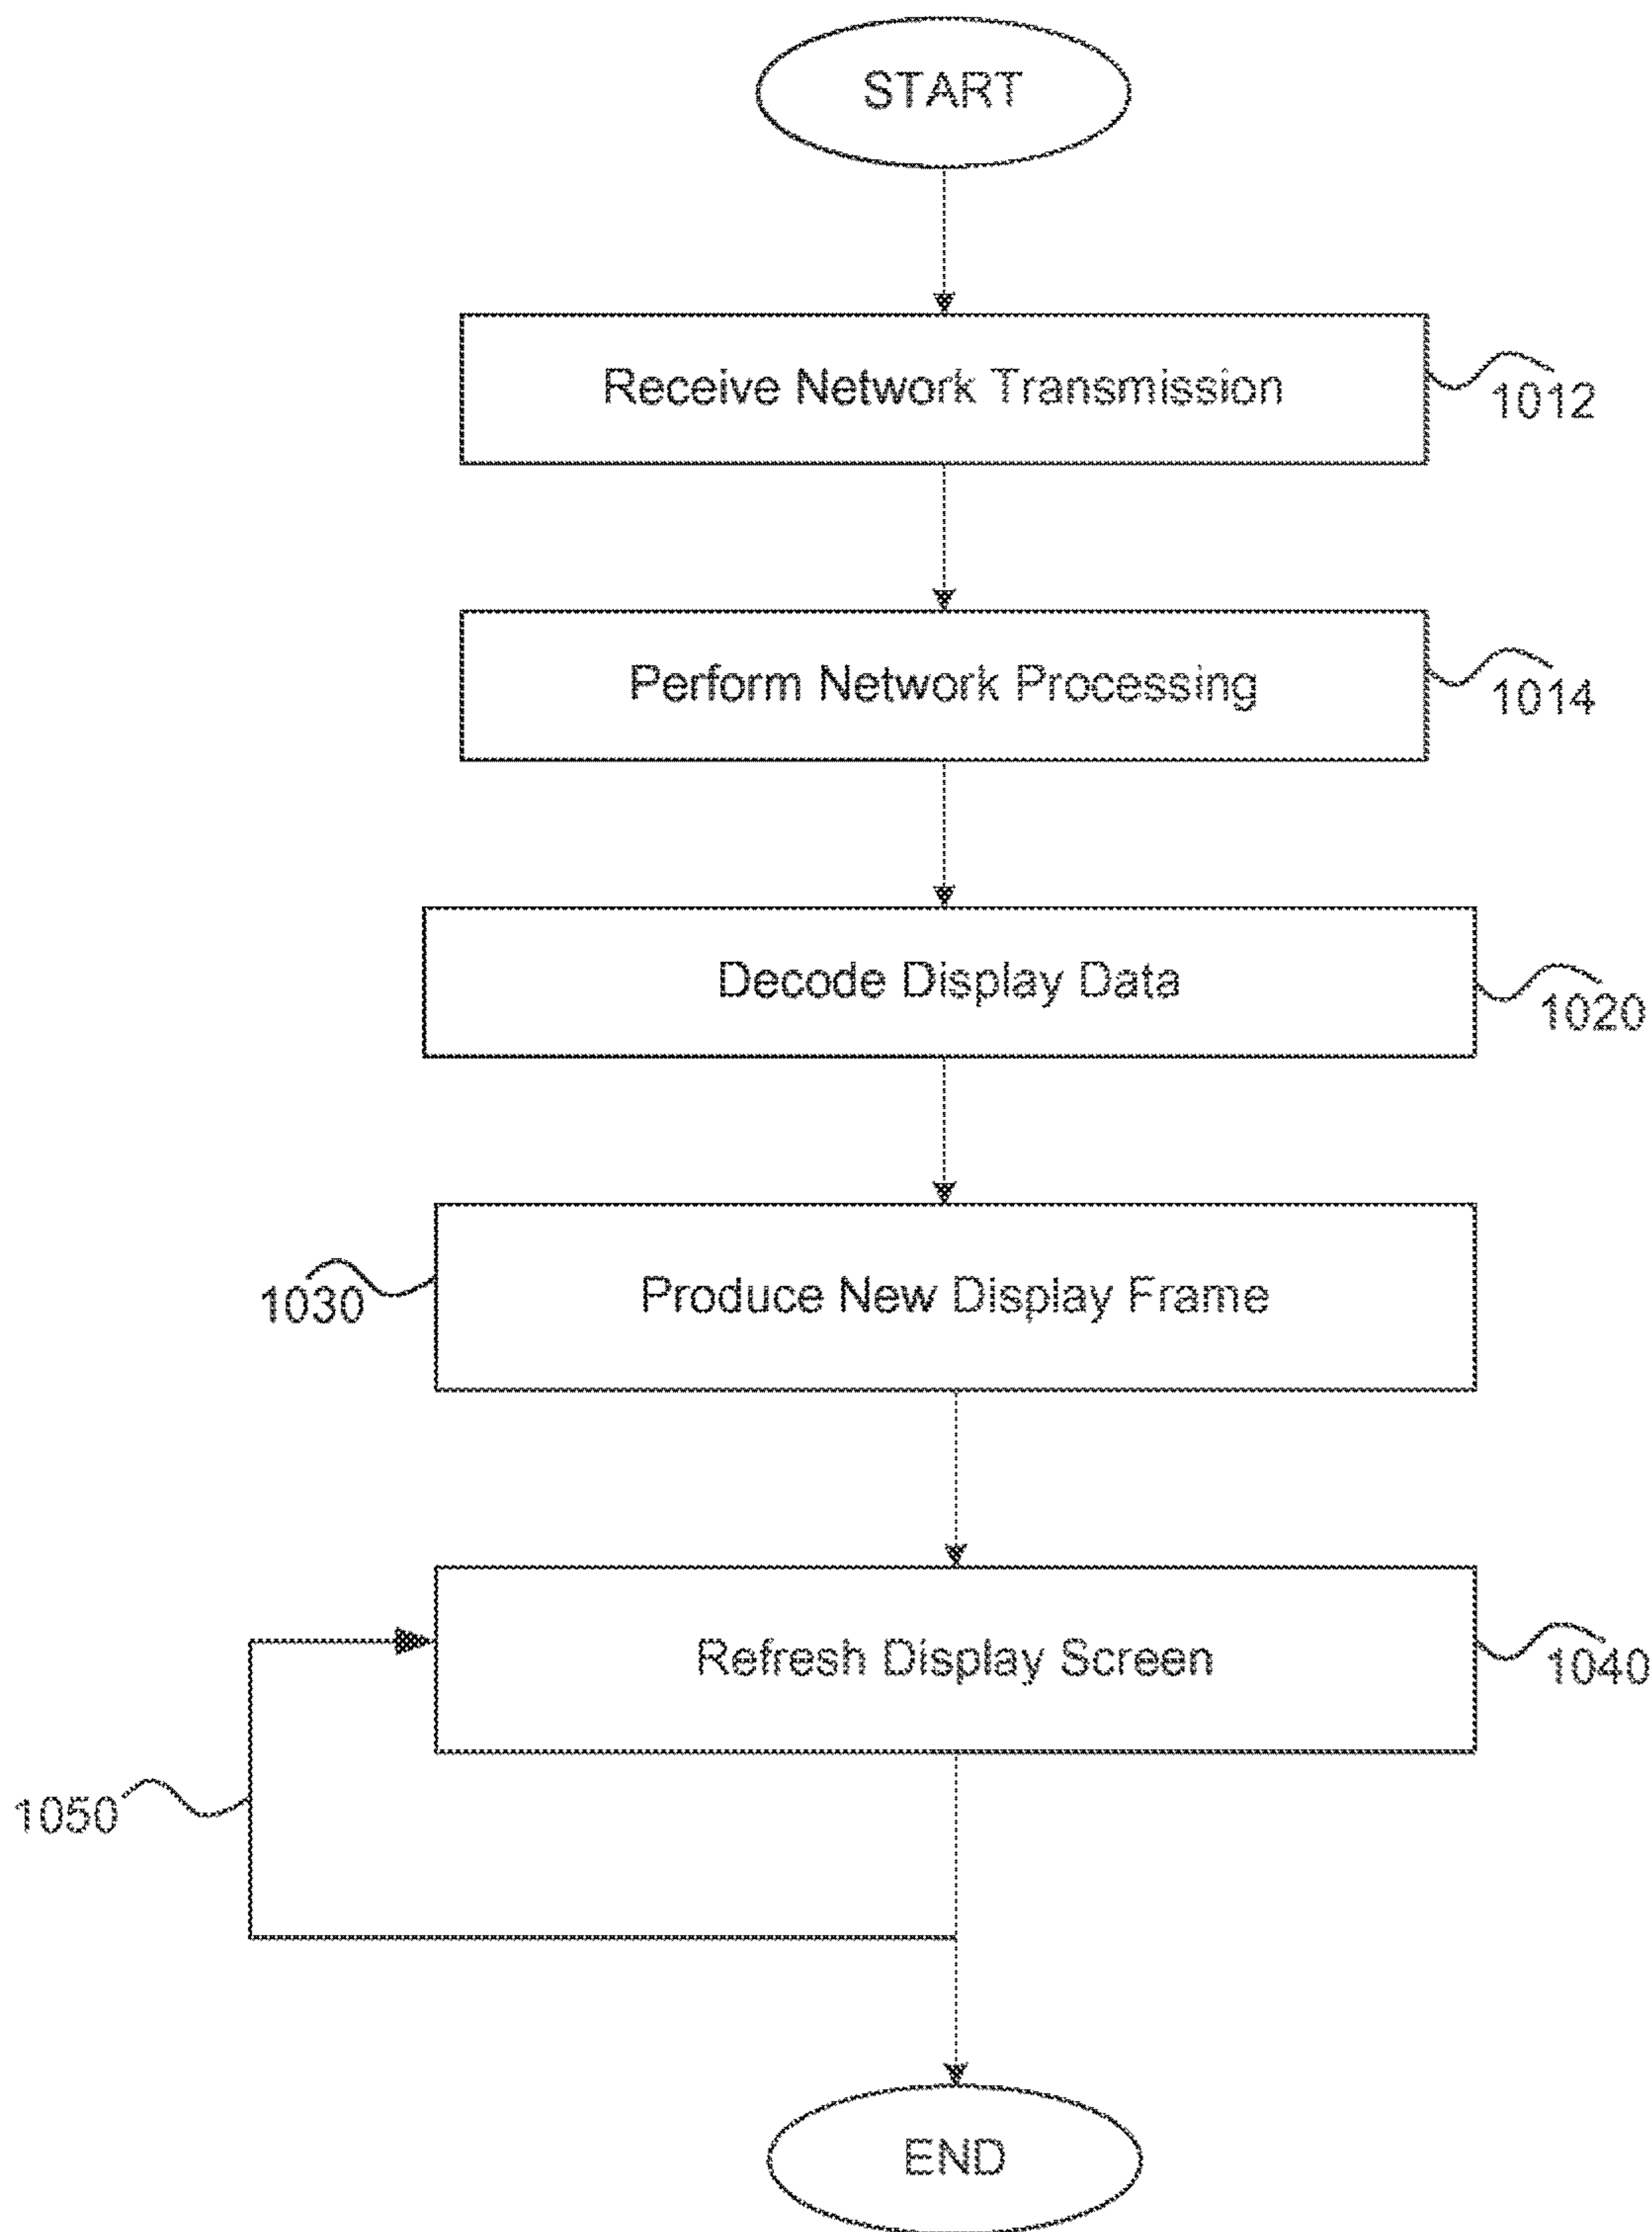 START
Receive Network Transmission
1012
Perform Network Processing
1014
Decode Display Data
1020
Produce New Display Frame
1030
Refresh Display Screen
1040
1050
END